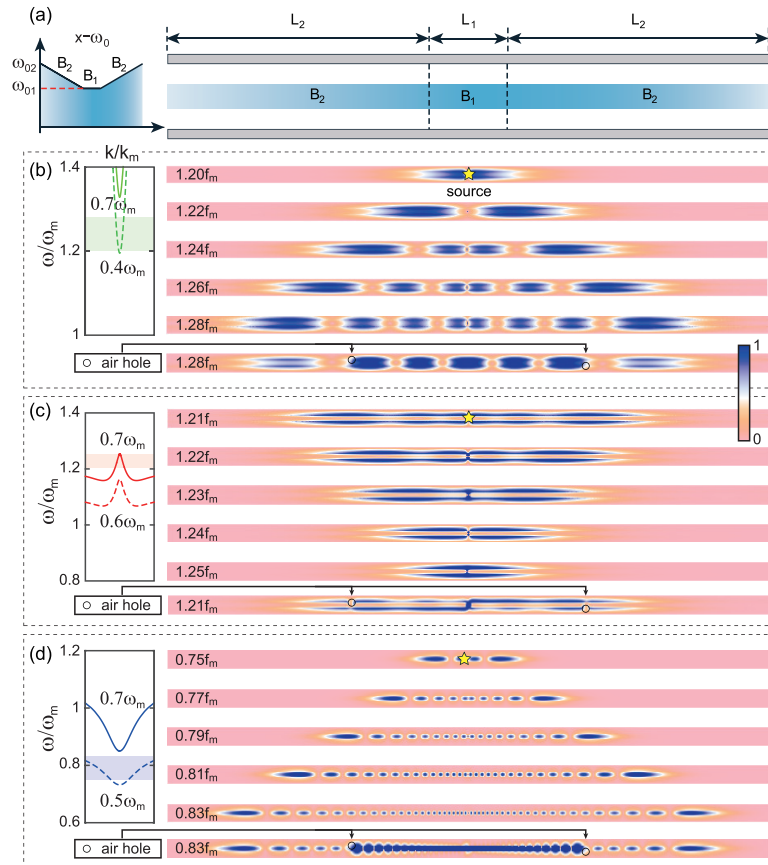 (a)
x−ω₀
ω₀₂
ω₀₁
B₂
B₁
B₂
L₂
L₁
L₂
B₂
B₁
B₂
k/kₘ
(b)
1.4
1.2
1
ω/ωₘ
0.7ωₘ
0.4ωₘ
1.20fₘ
source
1.22fₘ
1.24fₘ
1.26fₘ
1.28fₘ
air hole
1.28fₘ
1
0
(c)
1.4
1.2
1
0.8
ω/ωₘ
0.7ωₘ
0.6ωₘ
1.21fₘ
1.22fₘ
1.23fₘ
1.24fₘ
1.25fₘ
air hole
1.21fₘ
(d)
1.2
1
0.8
0.6
ω/ωₘ
0.7ωₘ
0.5ωₘ
0.75fₘ
0.77fₘ
0.79fₘ
0.81fₘ
0.83fₘ
air hole
0.83fₘ